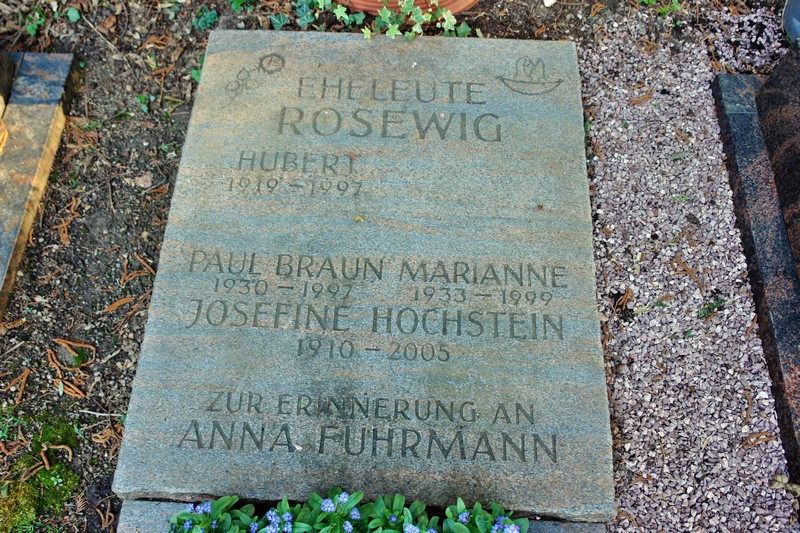 EHELEUTE
ROSEWIG
HUBERT
1919 – 1997
PAUL BRAUN MARIANNE
1930 – 1997 1933 – 1999
JOSEFINE HOCHSTEIN
1910 – 2005
ZUR ERINNERUNG AN
ANNA FUHRMANN